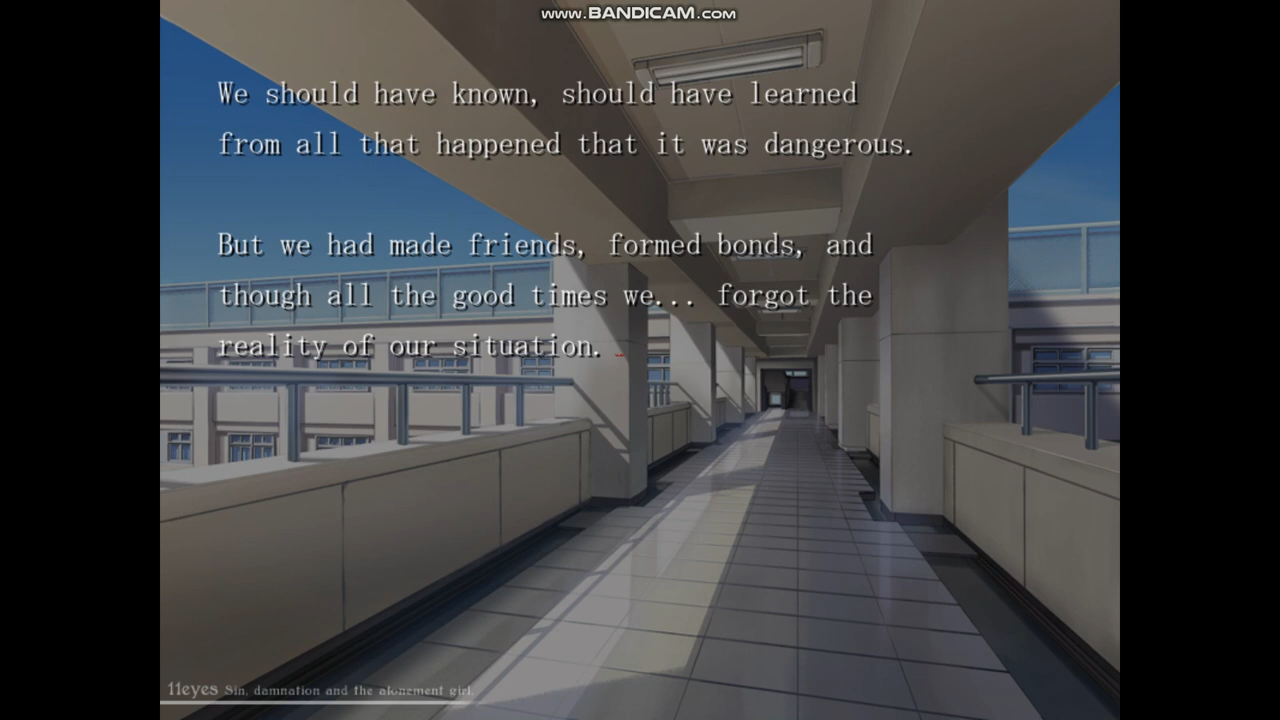 www.BANDICAM.com
We should have known, should have learned
from all that happened that it was dangerous.
But we had made friends, formed bonds, and
though all the good times we... forgot the
reality of our situation.
11eyes Sin, damnation and the atonement girl.